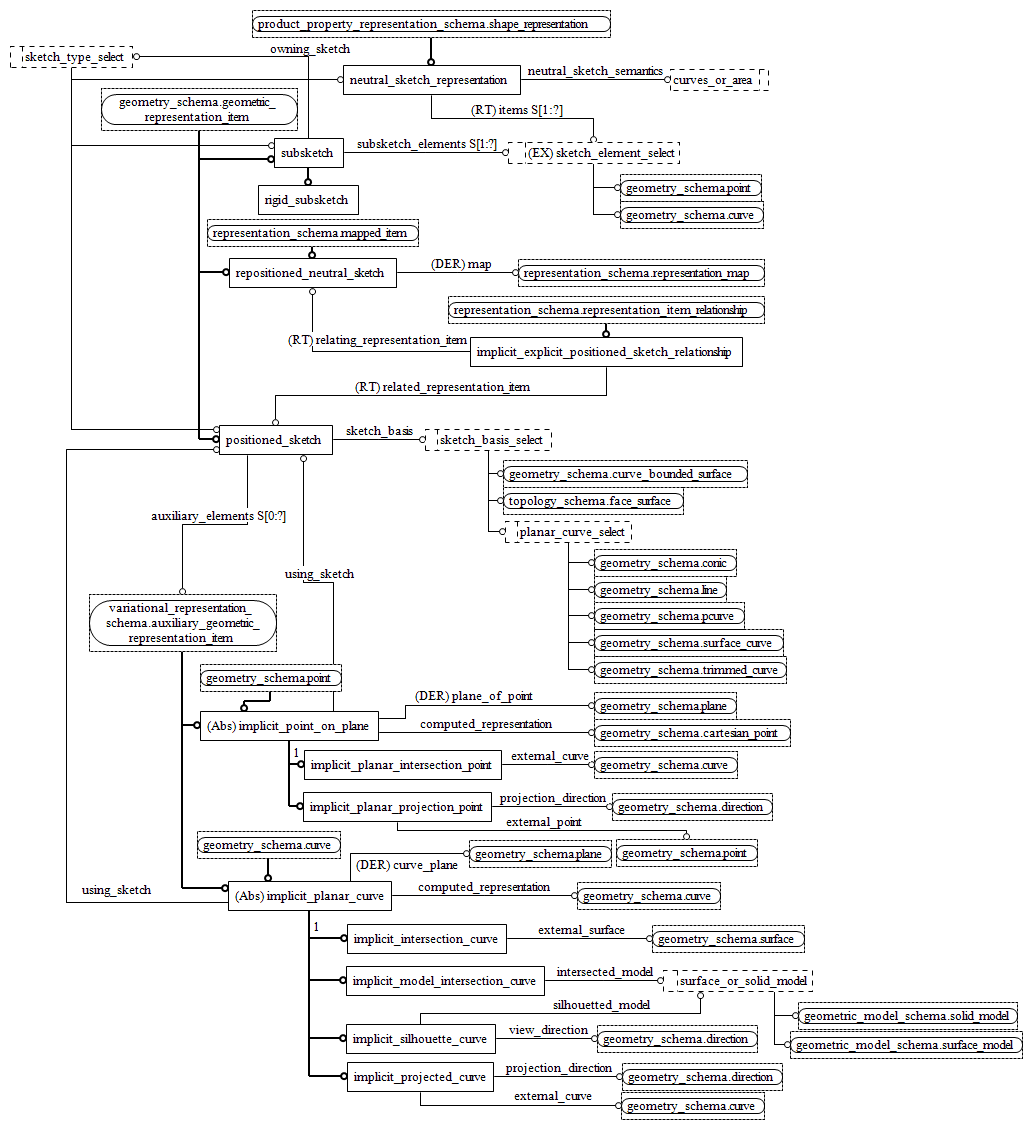 product_property_representation_schema.shape_representation
owning_sketch
sketch_type_select
neutral_sketch_representation
neutral_sketch_semantics
curves_or_area
geometry_schema.geometric_
representation_item
(RT) items S[1:?]
subsketch
subsketch_elements S[1:?]
(EX) sketch_element_select
geometry_schema.point
rigid_subsketch
geometry_schema.curve
representation_schema.mapped_item
repositioned_neutral_sketch
(DER) map
representation_schema.representation_map
representation_schema.representation_item_relationship
(RT) relating_representation_item
implicit_explicit_positioned_sketch_relationship
(RT) related_representation_item
positioned_sketch
sketch_basis
sketch_basis_select
geometry_schema.curve_bounded_surface
topology_schema.face_surface
auxiliary_elements S[0:?]
planar_curve_select
geometry_schema.conic
using_sketch
geometry_schema.line
variational_representation_
schema.auxiliary_geometric_
representation_item
geometry_schema.pcurve
geometry_schema.surface_curve
geometry_schema.trimmed_curve
geometry_schema.point
(DER) plane_of_point
geometry_schema.plane
(Abs) implicit_point_on_plane
computed_representation
geometry_schema.cartesian_point
1
implicit_planar_intersection_point
external_curve
geometry_schema.curve
implicit_planar_projection_point
projection_direction
geometry_schema.direction
external_point
geometry_schema.curve
geometry_schema.plane
geometry_schema.point
(DER) curve_plane
using_sketch
(Abs) implicit_planar_curve
computed_representation
geometry_schema.curve
1
implicit_intersection_curve
external_surface
geometry_schema.surface
implicit_model_intersection_curve
intersected_model
surface_or_solid_model
silhouetted_model
geometric_model_schema.solid_model
implicit_silhouette_curve
view_direction
geometry_schema.direction
geometric_model_schema.surface_model
implicit_projected_curve
projection_direction
geometry_schema.direction
external_curve
geometry_schema.curve